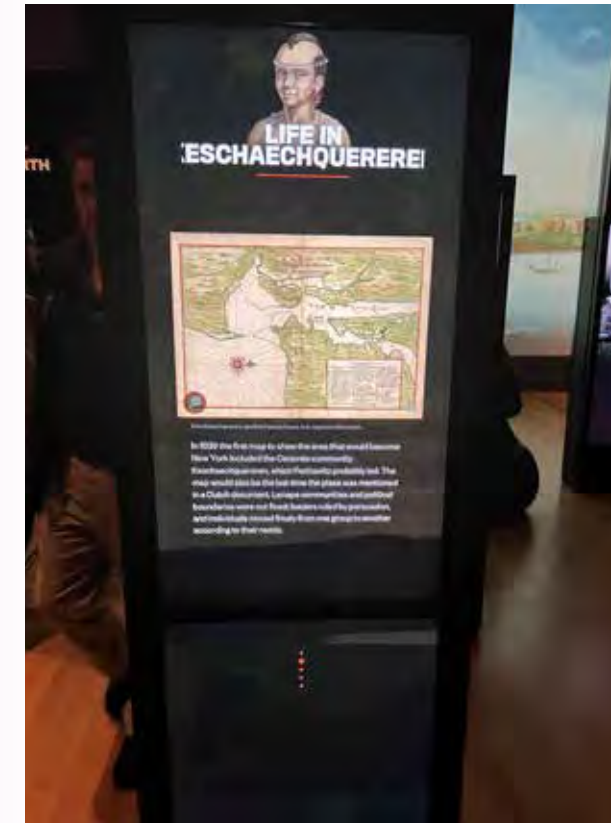 TH
LIFE IN
KESCHAECHQUEREREN
In 1639 the first map to show the area that would become
New York included the Canarsie community
Keschaechquereren, which Penhawitz probably led. The
map would also be the last time the place was mentioned
in a Dutch document. Lenape communities and political
boundaries were not fixed: leaders ruled by persuasion,
and individuals moved freely from one group to another
according to their needs.